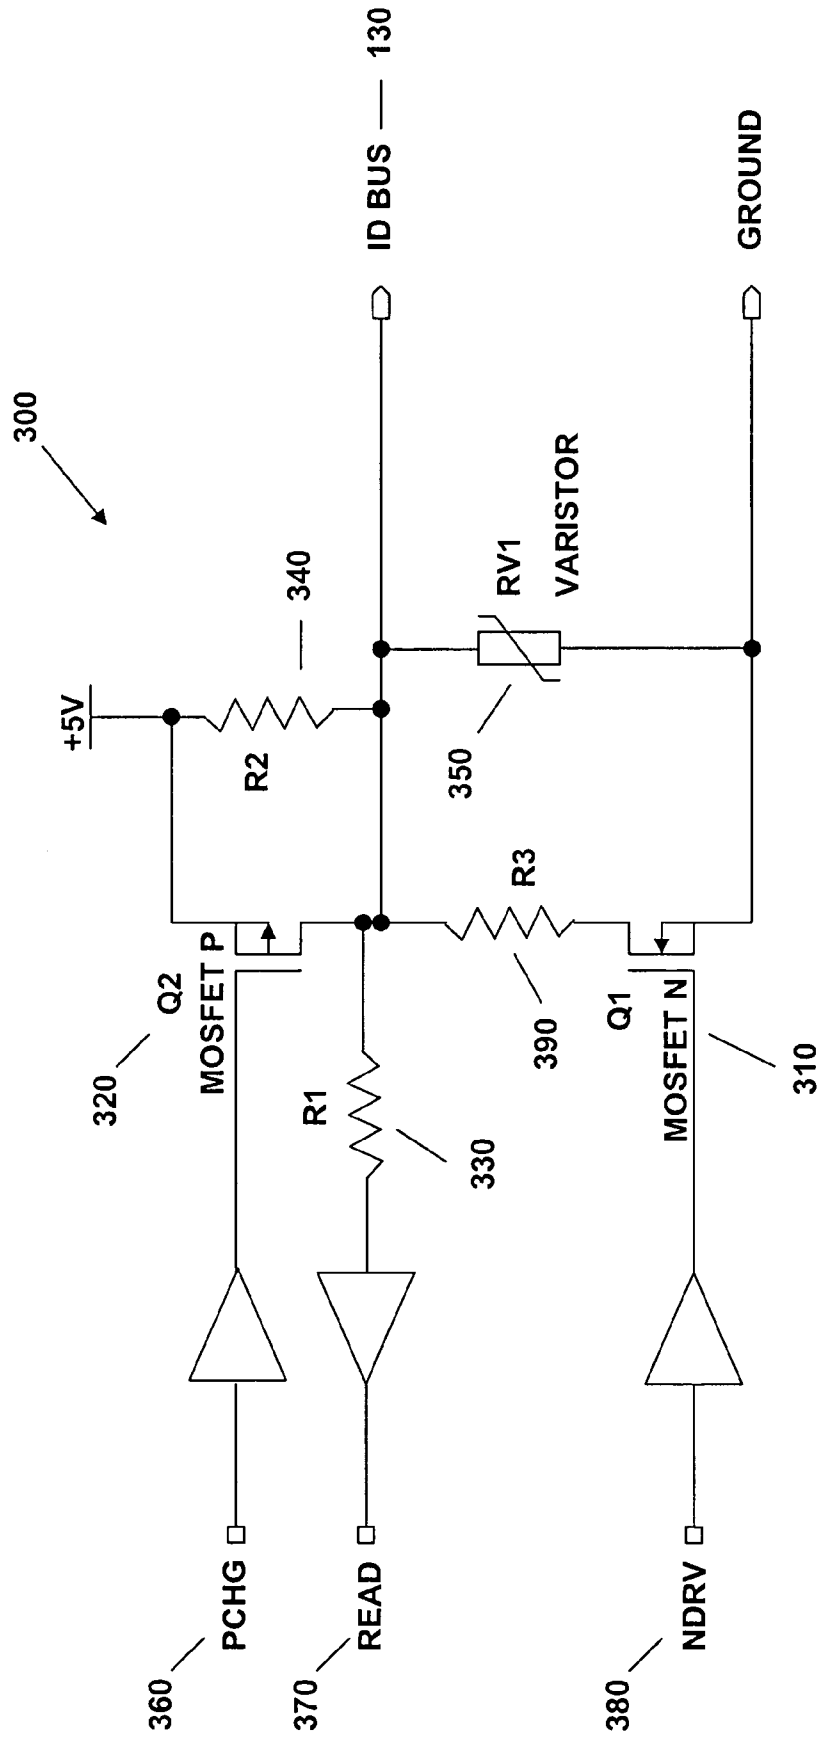 300
+5V
320
Q2
MOSFET P
R2
340
360
PCHG
R1
330
370
READ
ID BUS
130
R3
390
350
RV1
VARISTOR
Q1
MOSFET N
310
380
NDRV
GROUND